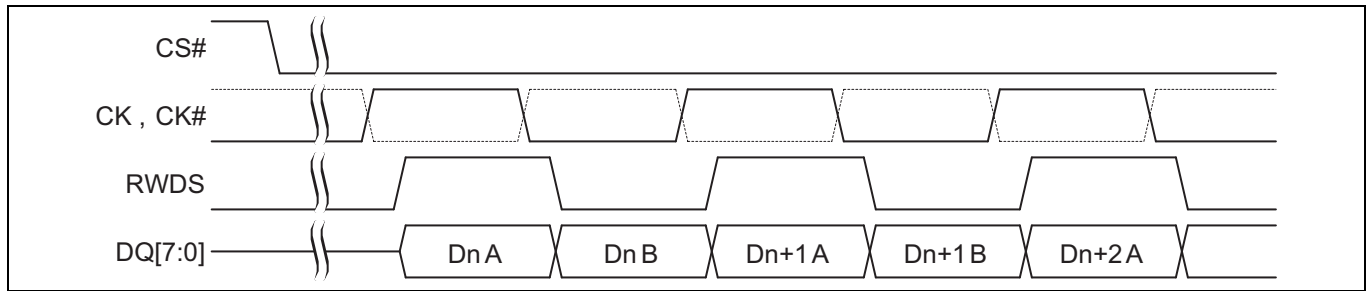 CS#
CK , CK#
RWDS
DQ[7:0] Dn A Dn B Dn+1 A Dn+1 B Dn+2 A